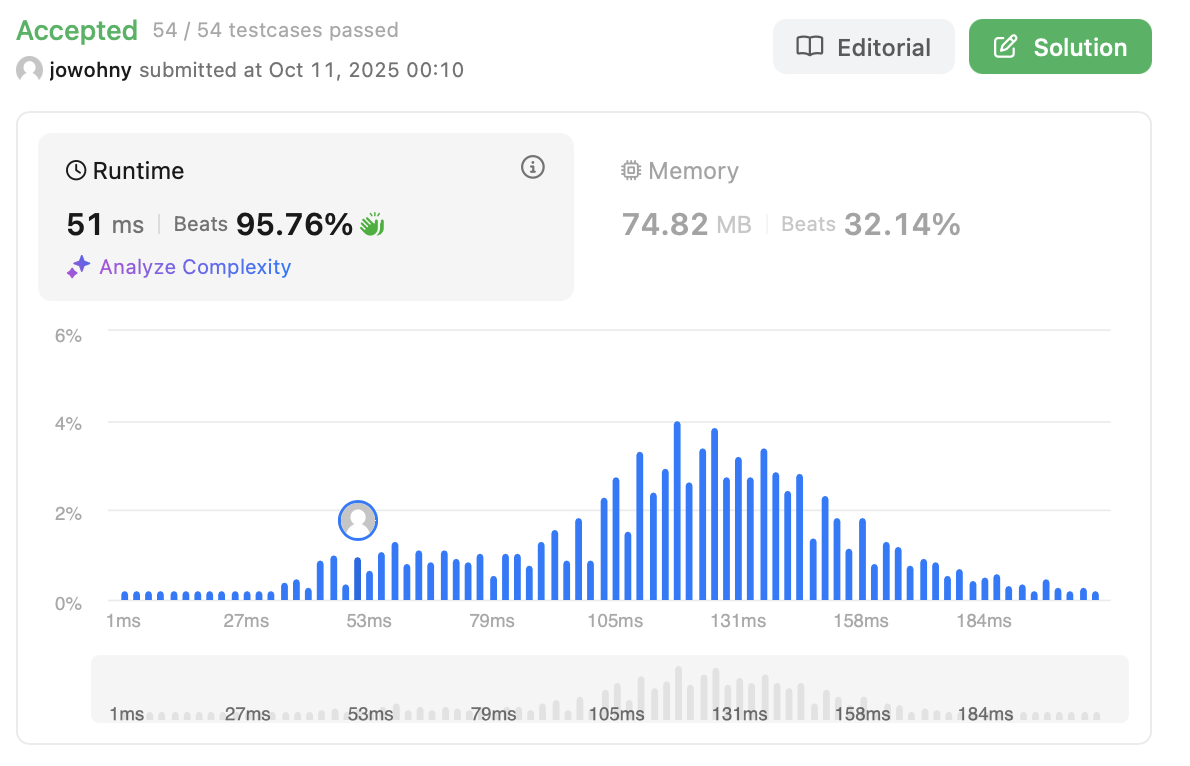 Accepted 54 / 54 testcases passed
jowohny submitted at Oct 11, 2025 00:10
Editorial
Solution
Runtime
51 ms Beats 95.76%
Analyze Complexity
Memory
74.82 MB Beats 32.14%
6%
4%
2%
0%
1ms 27ms 53ms 79ms 105ms 131ms 158ms 184ms
1ms 27ms 53ms 79ms 105ms 131ms 158ms 184ms